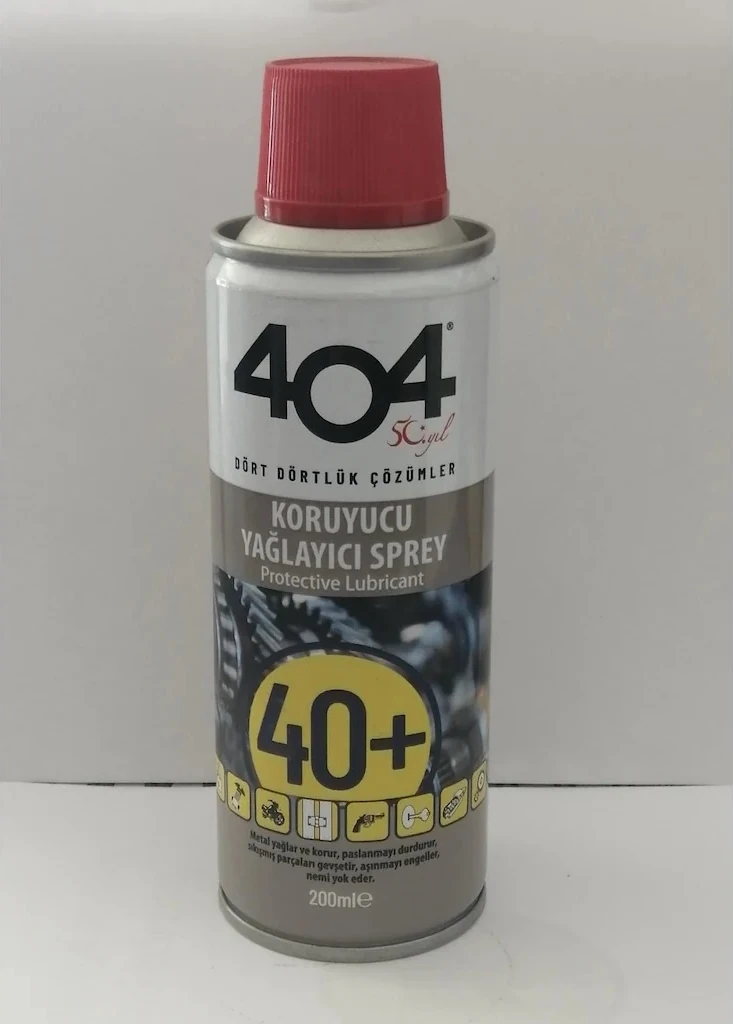 404®
50.yıl
DÖRT DÖRTLÜK ÇÖZÜMLER
KORUYUCU
YAĞLAYICI SPREY
Protective Lubricant
40+
Metal yağlar ve korur, paslanmayı durdurur,
sıkışmış parçaları gevşetir, aşınmayı engeller,
nemi yok eder.
200ml℮